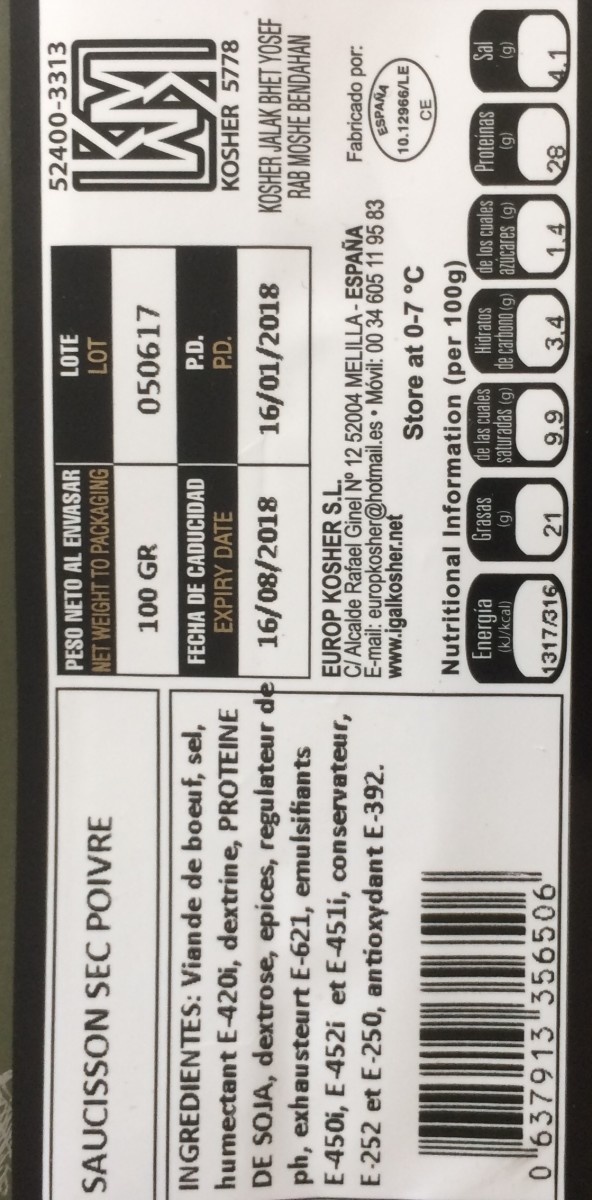 SAUCISSON SEC POIVRE
INGREDIENTES: Viande de boeuf, sel,
humectant E-420i, dextrine, PROTEINE
DE SOJA, dextrose, epices, regulateur de
ph, exhausteurt E-621, emulsifiants
E-450i, E-452i et E-451i, conservateur,
E-252 et E-250, antioxydant E-392.
0 637913 356506
PESO NETO AL ENVASAR
NET WEIGHT TO PACKAGING
100 GR
LOTE
LOT
050617
FECHA DE CADUCIDAD
EXPIRY DATE
16/08/2018
P.D.
P.D.
16/01/2018
52400-3313
KOSHER 5778
KOSHER JALAK BHET YOSEF
RAB MOSHE BENDAHAN
EUROP KOSHER S.L.
C/ Alcalde Rafael Ginel Nº 12 52004 MELILLA - ESPAÑA
E-mail: europkosher@hotmail.es • Móvil: 00 34 605 11 95 83
www.igalkosher.net
Fabricado por:
ESPAÑA
10.12966/LE
CE
Store at 0-7 °C
Nutritional Information (per 100g)
Energía
(kJ/kcal)
1317/316
Grasas
(g)
21
de las cuales
saturadas (g)
9.9
Hidratos
de carbono (g)
3.4
de los cuales
azúcares (g)
1.4
Proteínas
(g)
28
Sal
(g)
4.1